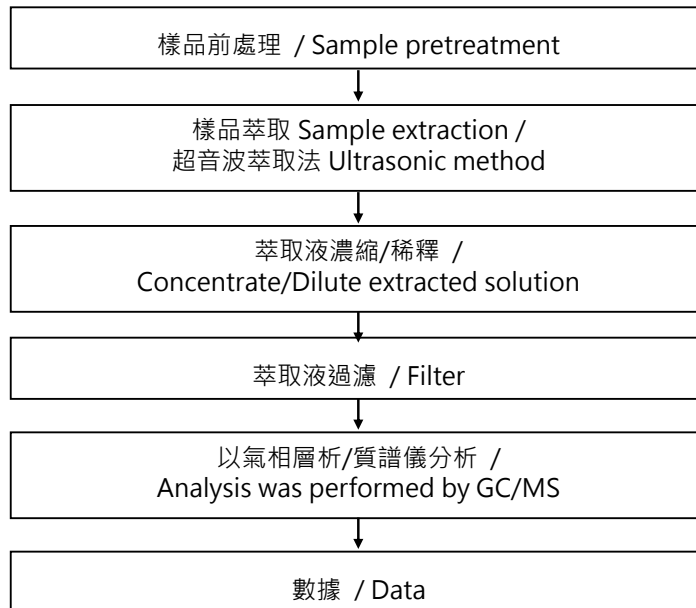 樣品前處理 / Sample pretreatment
樣品萃取 Sample extraction /
超音波萃取法 Ultrasonic method
萃取液濃縮/稀釋 /
Concentrate/Dilute extracted solution
萃取液過濾 / Filter
以氣相層析/質譜儀分析 /
Analysis was performed by GC/MS
數據 / Data